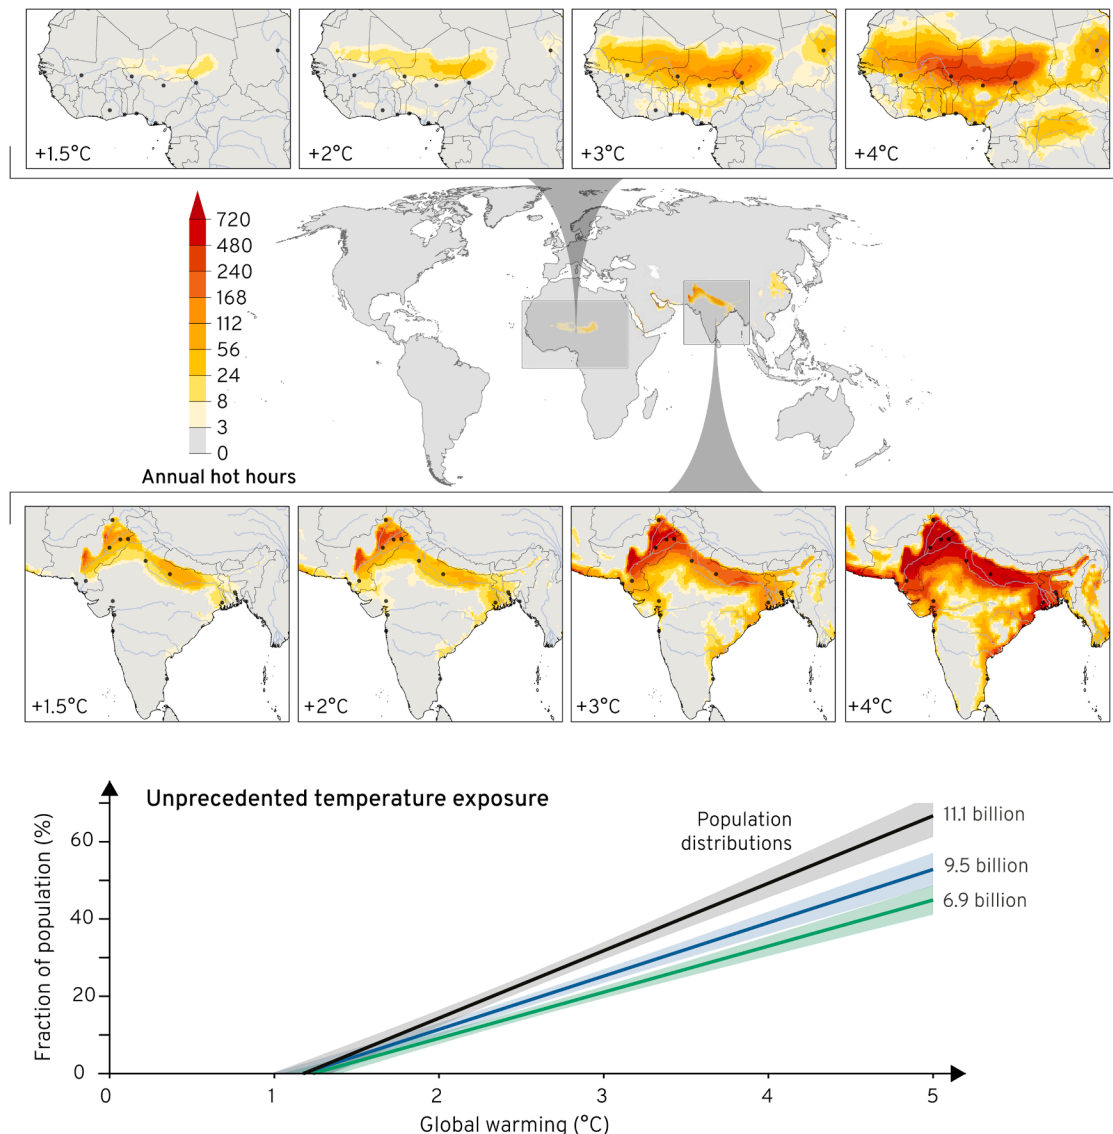 +1.5°C
+2°C
+3°C
+4°C
720
480
240
168
112
56
24
8
3
0
Annual hot hours
+1.5°C
+2°C
+3°C
+4°C
Unprecedented temperature exposure
Population
distributions
11.1 billion
9.5 billion
6.9 billion
Fraction of population (%)
60
40
20
0
0
1
2
3
4
5
Global warming (°C)